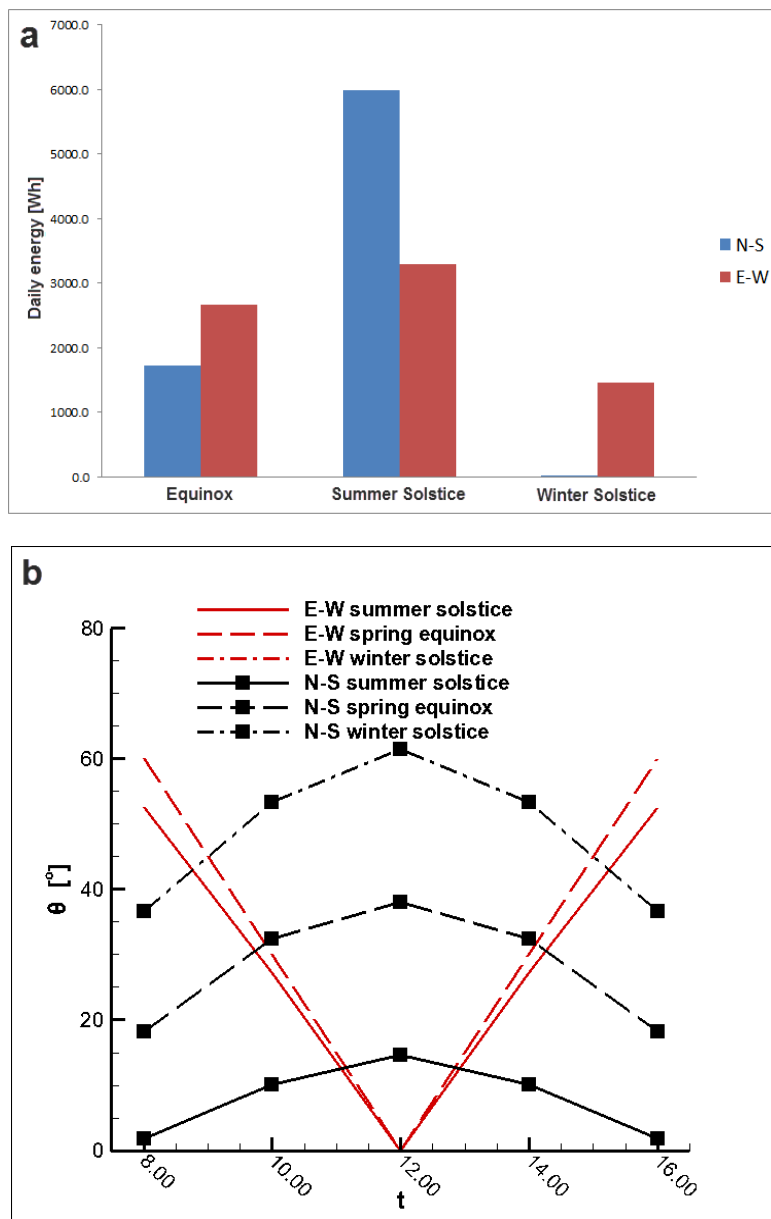 a
7000.0
6000.0
5000.0
4000.0
3000.0
2000.0
1000.0
0.0
Daily energy [Wh]
Equinox Summer Solstice Winter Solstice
N-S
E-W
b
E-W summer solstice
E-W spring equinox
E-W winter solstice
N-S summer solstice
N-S spring equinox
N-S winter solstice
80
60
40
20
0
θ [°]
8.00 10.00 12.00 14.00 16.00
t